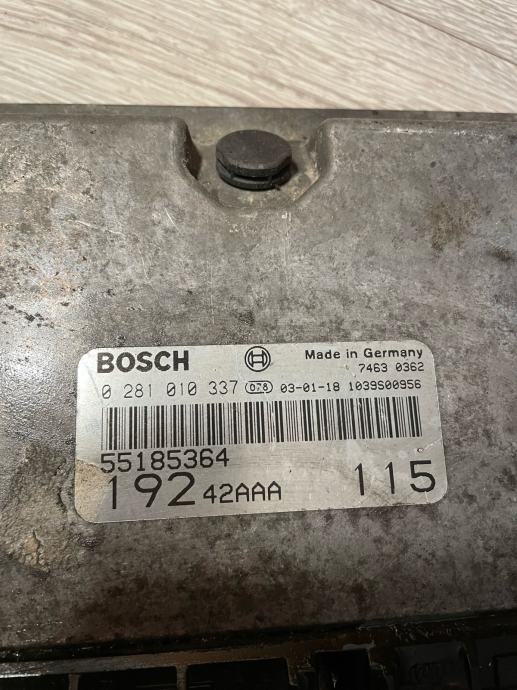 BOSCH Made in Germany
7463 0362
0 281 010 337 078 03-01-18 1039S00956
55185364
192 42AAA 115